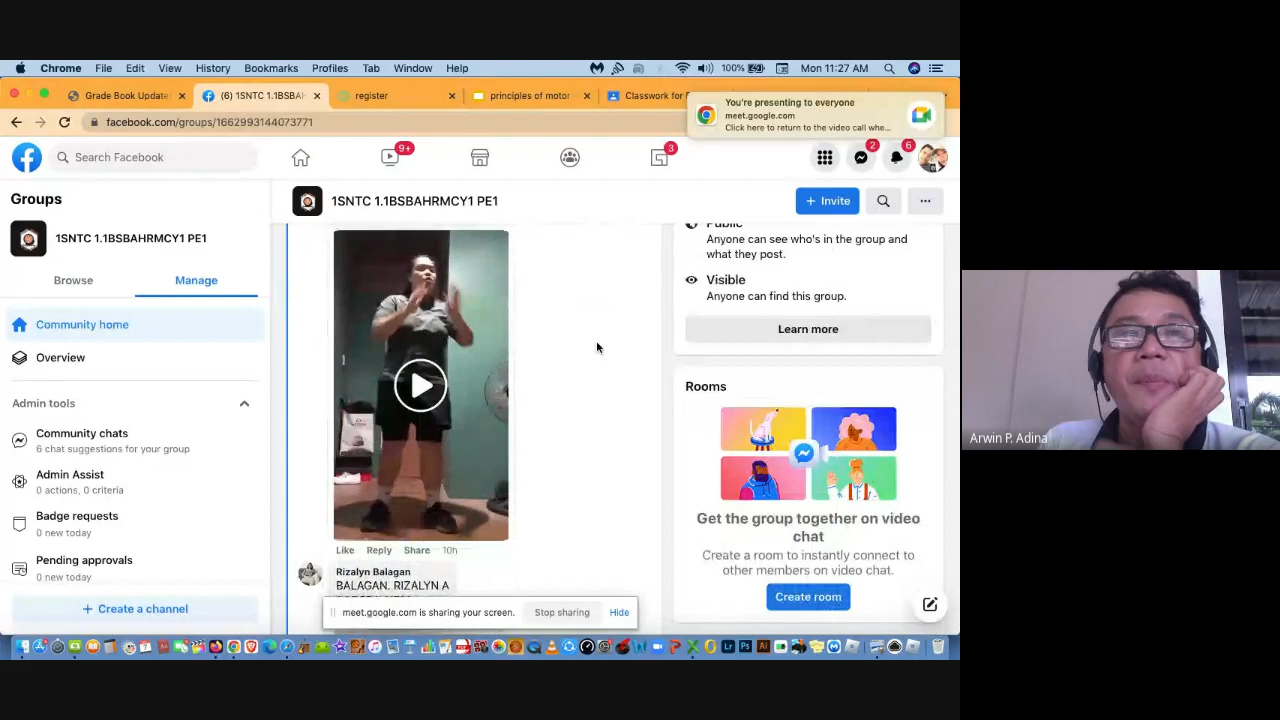 Chrome File Edit View History Bookmarks Profiles Tab Window Help 100% Mon 11:27 AM
Grade Book Update (6) 1SNTC 1.1BSBAH register principles of motor Classwork for
facebook.com/groups/1662993144073771
You're presenting to everyone
meet.google.com
Click here to return to the video call whe...
Search Facebook 9+ 3 2 6
Groups
1SNTC 1.1BSBAHRMCY1 PE1
Browse Manage
Community home
Overview
Admin tools
Community chats
6 chat suggestions for your group
Admin Assist
0 actions, 0 criteria
Badge requests
0 new today
Pending approvals
0 new today
+ Create a channel
1SNTC 1.1BSBAHRMCY1 PE1
+ Invite
Like Reply Share 10h
Rizalyn Balagan
BALAGAN. RIZALYN A
meet.google.com is sharing your screen. Stop sharing Hide
Public
Anyone can see who's in the group and
what they post.
Visible
Anyone can find this group.
Learn more
Rooms
Get the group together on video
chat
Create a room to instantly connect to
other members on video chat.
Create room
Arwin P. Adina